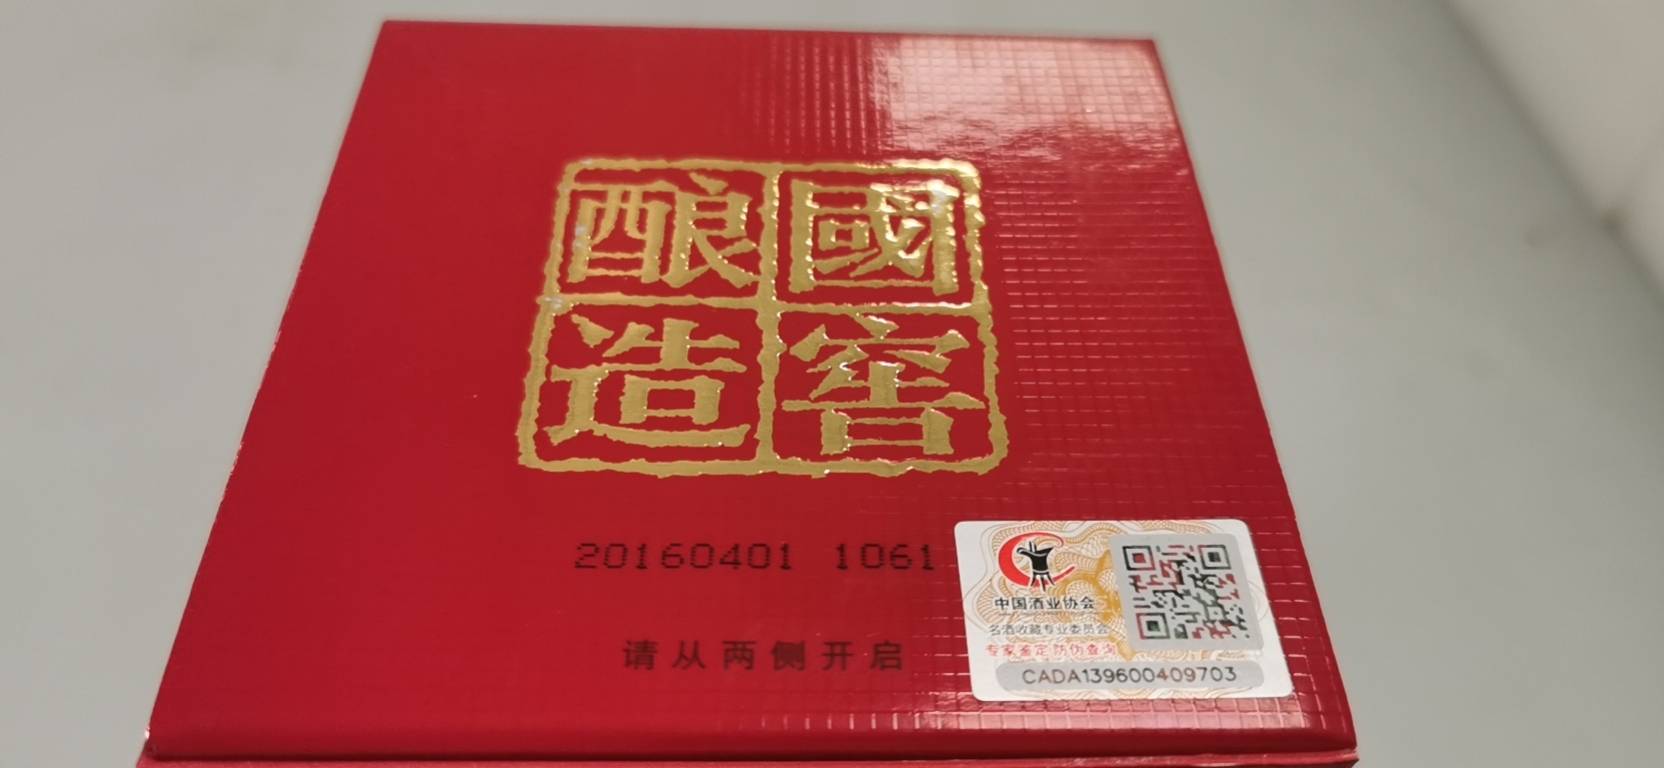 國窖
酿造
20160401 1061
请从两侧开启
中国酒业协会
名酒收藏专业委员会
专家鉴定防伪查询
CADA139600409703